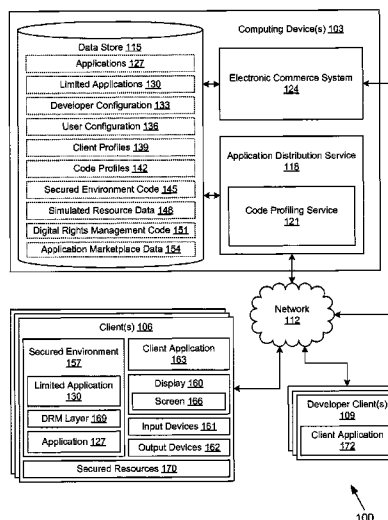 Computing Device(s) 103
Data Store 115
Applications 127
Limited Applications 130
Developer Configuration 133
User Configuration 136
Client Profiles 139
Code Profiles 142
Secured Environment Code 145
Simulated Resource Data 148
Digital Rights Management Code 151
Application Marketplace Data 154
Electronic Commerce System
124
Application Distribution Service
118
Code Profiling Service
121
Network
112
Client(s) 106
Secured Environment
157
Limited Application
130
DRM Layer 169
Application 127
Client Application
163
Display 160
Screen 166
Input Devices 161
Output Devices 162
Secured Resources 170
Developer Client(s)
109
Client Application
172
100